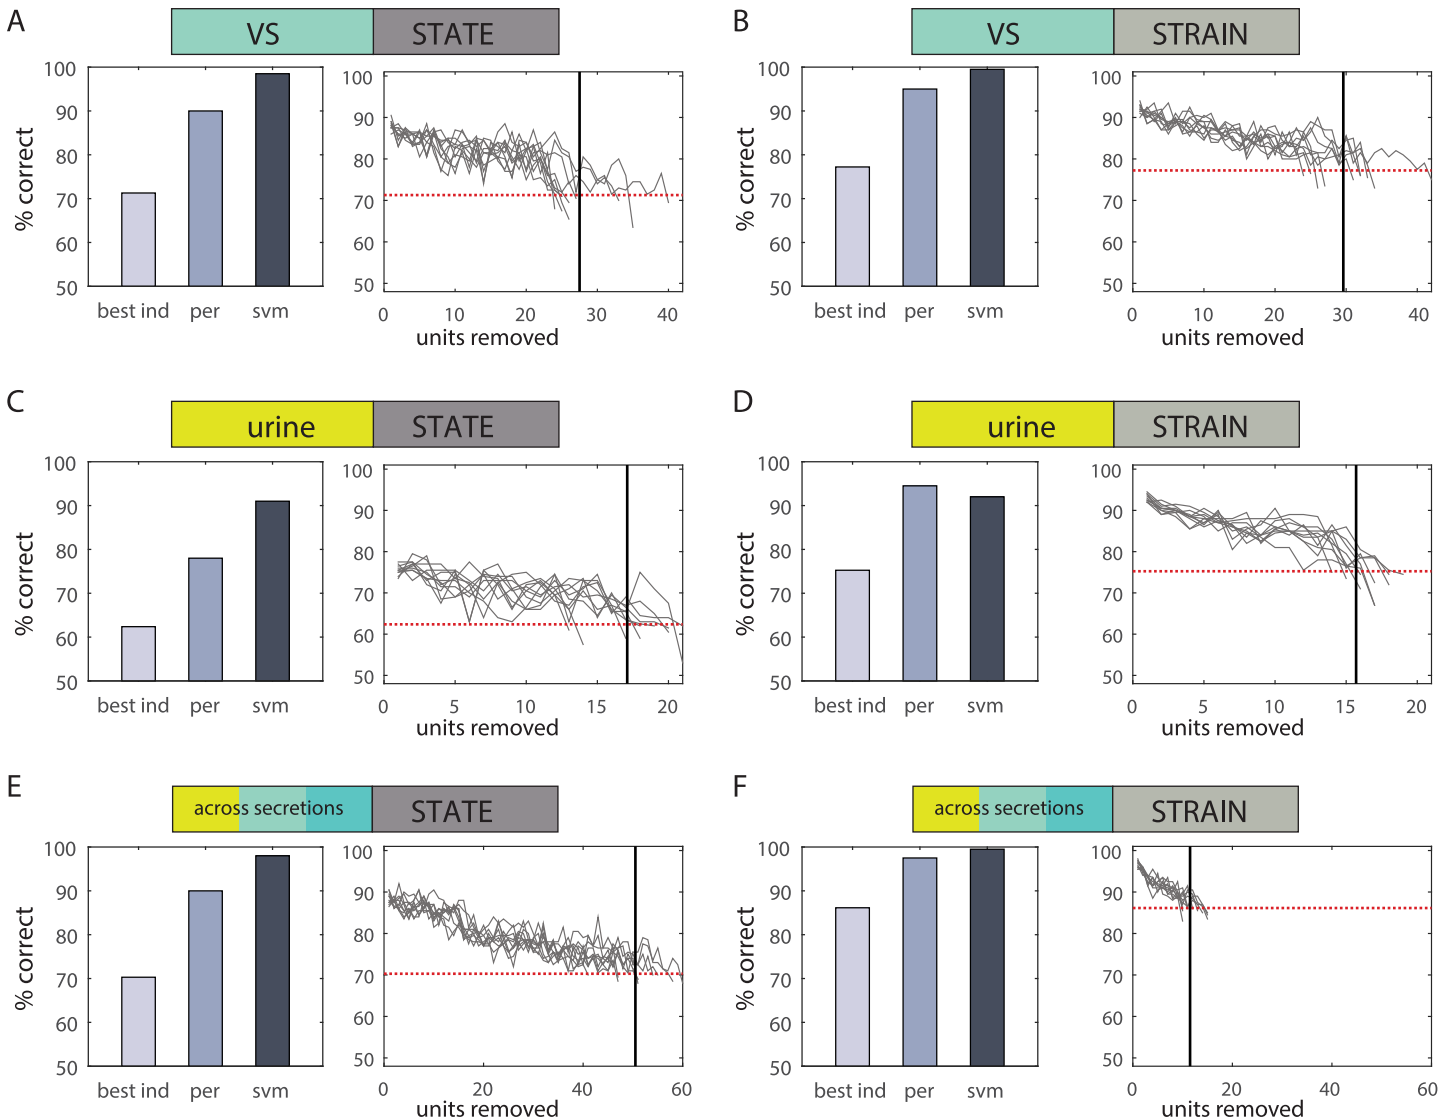 A
VS STATE
% correct
100
90
80
70
60
50
best ind per svm
100
90
80
70
60
50
0 10 20 30 40
units removed
B
VS STRAIN
% correct
100
90
80
70
60
50
best ind per svm
100
90
80
70
60
50
0 10 20 30 40
units removed
C
urine STATE
% correct
100
90
80
70
60
50
best ind per svm
100
90
80
70
60
50
0 5 10 15 20
units removed
D
urine STRAIN
% correct
100
90
80
70
60
50
best ind per svm
100
90
80
70
60
50
0 5 10 15 20
units removed
E
across secretions STATE
% correct
100
90
80
70
60
50
best ind per svm
100
90
80
70
60
50
0 20 40 60
units removed
F
across secretions STRAIN
% correct
100
90
80
70
60
50
best ind per svm
100
90
80
70
60
50
0 20 40 60
units removed